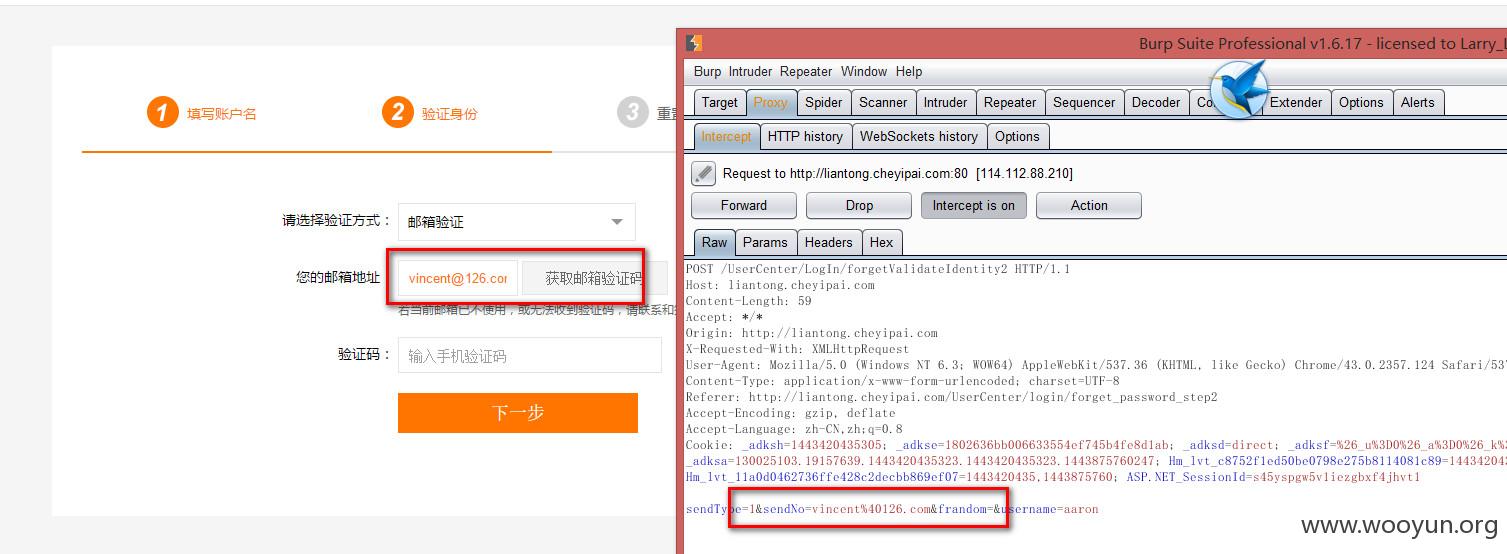 1 填写账户名
2 验证身份
3
请选择验证方式：
邮箱验证
您的邮箱地址
vincent@126.co
获取邮箱验证码
若当前邮箱已不使用，或无法收到验证码，请联系和
验证码：
输入手机验证码
下一步
Burp Suite Professional v1.6.17 - licensed to Larry_L
Burp Intruder Repeater Window Help
Target Proxy Spider Scanner Intruder Repeater Sequencer Decoder Extender Options Alerts
Intercept HTTP history WebSockets history Options
Request to http://liantong.cheyipai.com:80 [114.112.88.210]
Forward Drop Intercept is on Action
Raw Params Headers Hex
POST /UserCenter/LogIn/forgetValidateIdentity2 HTTP/1.1
Host: liantong.cheyipai.com
Content-Length: 59
Accept: */*
Origin: http://liantong.cheyipai.com
X-Requested-With: XMLHttpRequest
User-Agent: Mozilla/5.0 (Windows NT 6.3; WOW64) AppleWebKit/537.36 (KHTML, like Gecko) Chrome/43.0.2357.124 Safari/537
Content-Type: application/x-www-form-urlencoded; charset=UTF-8
Referer: http://liantong.cheyipai.com/UserCenter/login/forget_password_step2
Accept-Encoding: gzip, deflate
Accept-Language: zh-CN,zh;q=0.8
Cookie: _adksh=1443420435305; _adkse=1802636bb006633554ef745b4fe8d1ab; _adksd=direct; _adksf=%26_u%3D0%26_a%3D0%26_k%
_adksa=130025103.19157639.1443420435323.1443420435323.1443875760247; Hm_lvt_c8752f1ed50be0798e275b8114081c89=144342043
Hm_lvt_11a0d0462736ffe428c2decbb869ef07=1443420435,1443875760; ASP.NET_SessionId=s45yspgw5v1iezgbxf4jhvt1
sendType=1&sendNo=vincent%40126.com&frandom=&username=aaron
www.wooyun.org